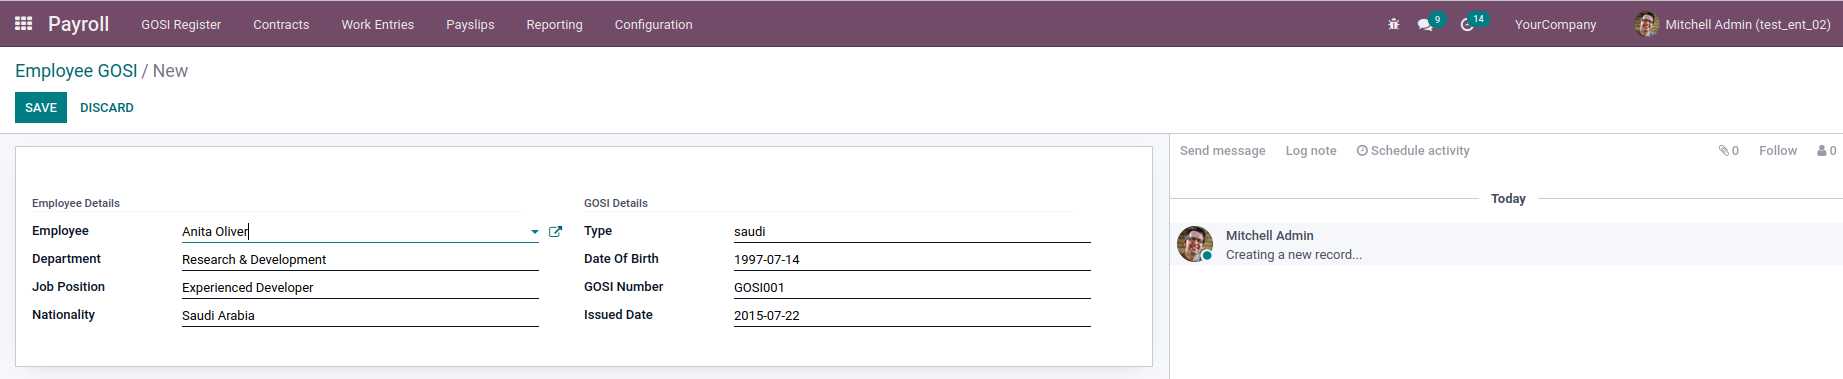 Payroll GOSI Register Contracts Work Entries Payslips Reporting Configuration 9 14 YourCompany Mitchell Admin (test_ent_02)
Employee GOSI / New
SAVE DISCARD
Send message Log note Schedule activity 0 Follow 0
Employee Details GOSI Details
Today
Employee Anita Oliver Type saudi
Mitchell Admin
Department Research & Development Date Of Birth 1997-07-14
Creating a new record...
Job Position Experienced Developer GOSI Number GOSI001
Nationality Saudi Arabia Issued Date 2015-07-22